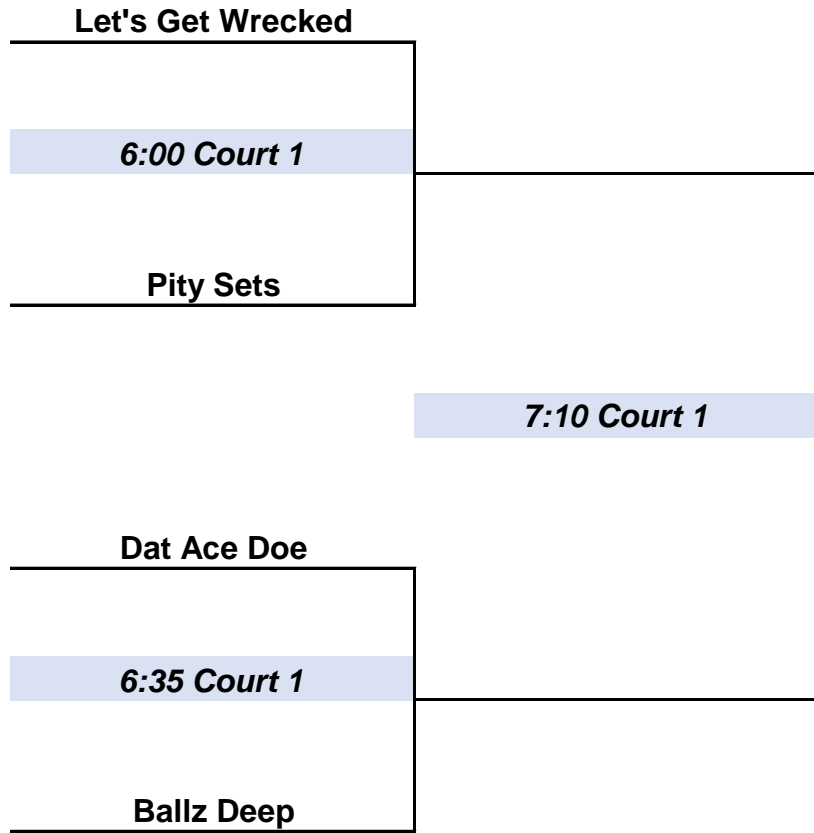 Let's Get Wrecked
6:00 Court 1
Pity Sets
7:10 Court 1
Dat Ace Doe
6:35 Court 1
Ballz Deep